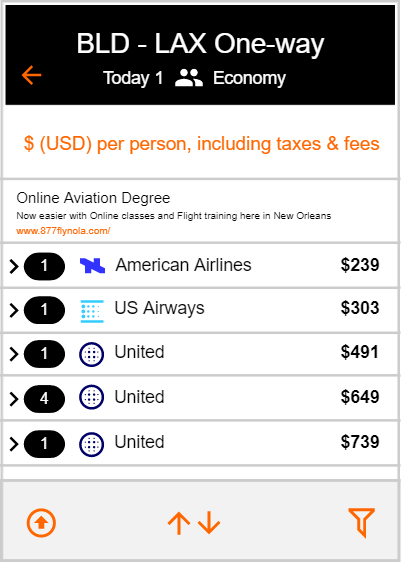 BLD - LAX One-way
Today 1 Economy
$ (USD) per person, including taxes & fees
Online Aviation Degree
Now easier with Online classes and Flight training here in New Orleans
www.877flynola.com/
1 American Airlines $239
1 US Airways $303
1 United $491
4 United $649
1 United $739